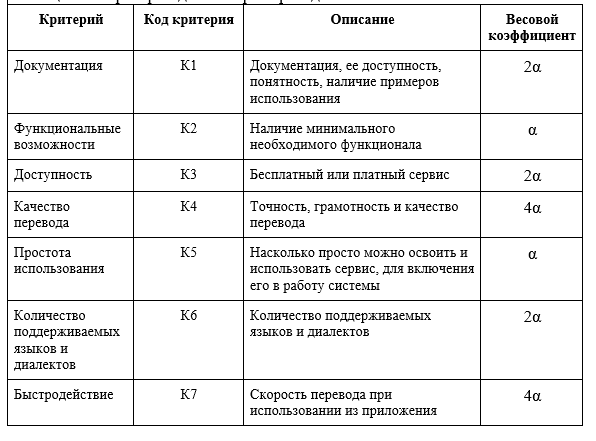 Критерий Код критерия Описание Весовой
коэффициент
Документация К1 Документация, ее доступность, 2α
понятность, наличие примеров
использования
Функциональные К2 Наличие минимального α
возможности необходимого функционала
Доступность К3 Бесплатный или платный сервис 2α
Качество К4 Точность, грамотность и качество 4α
перевода перевода
Простота К5 Насколько просто можно освоить и α
использования использовать сервис, для включения
его в работу системы
Количество К6 Количество поддерживаемых 2α
поддерживаемых языков и диалектов
языков и
диалектов
Быстродействие К7 Скорость перевода при 4α
использовании из приложения